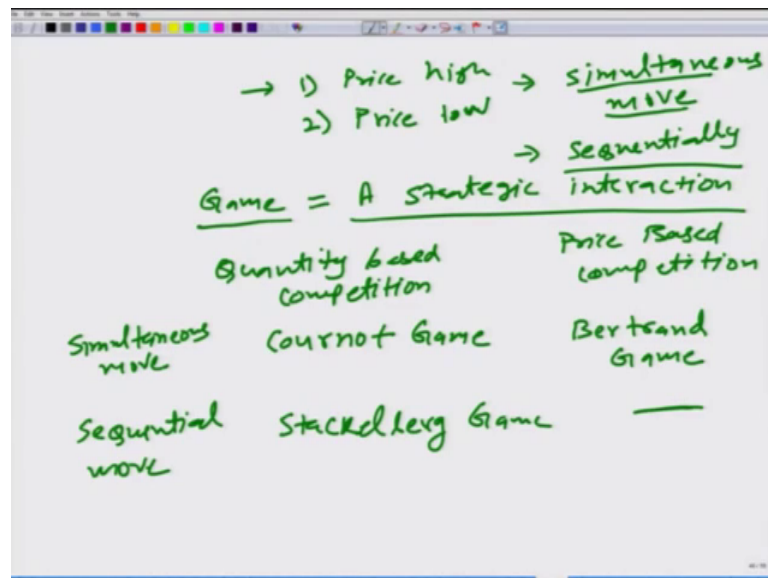 → 1) Price high → simultaneous
2) Price low move
→ sequentially
Game = A strategic interaction
Quantity based Price Based
competition competition
Simultaneous Cournot Game Bertrand
move Game
Sequential Stackelberg Game —
move